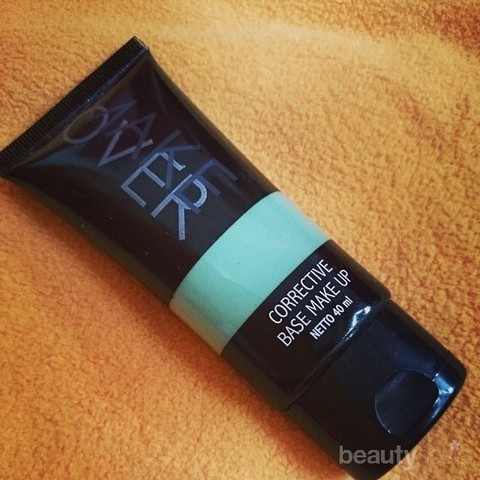 MAKE
OVER
CORRECTIVE
BASE MAKE UP
NETTO 40 ml
beauty